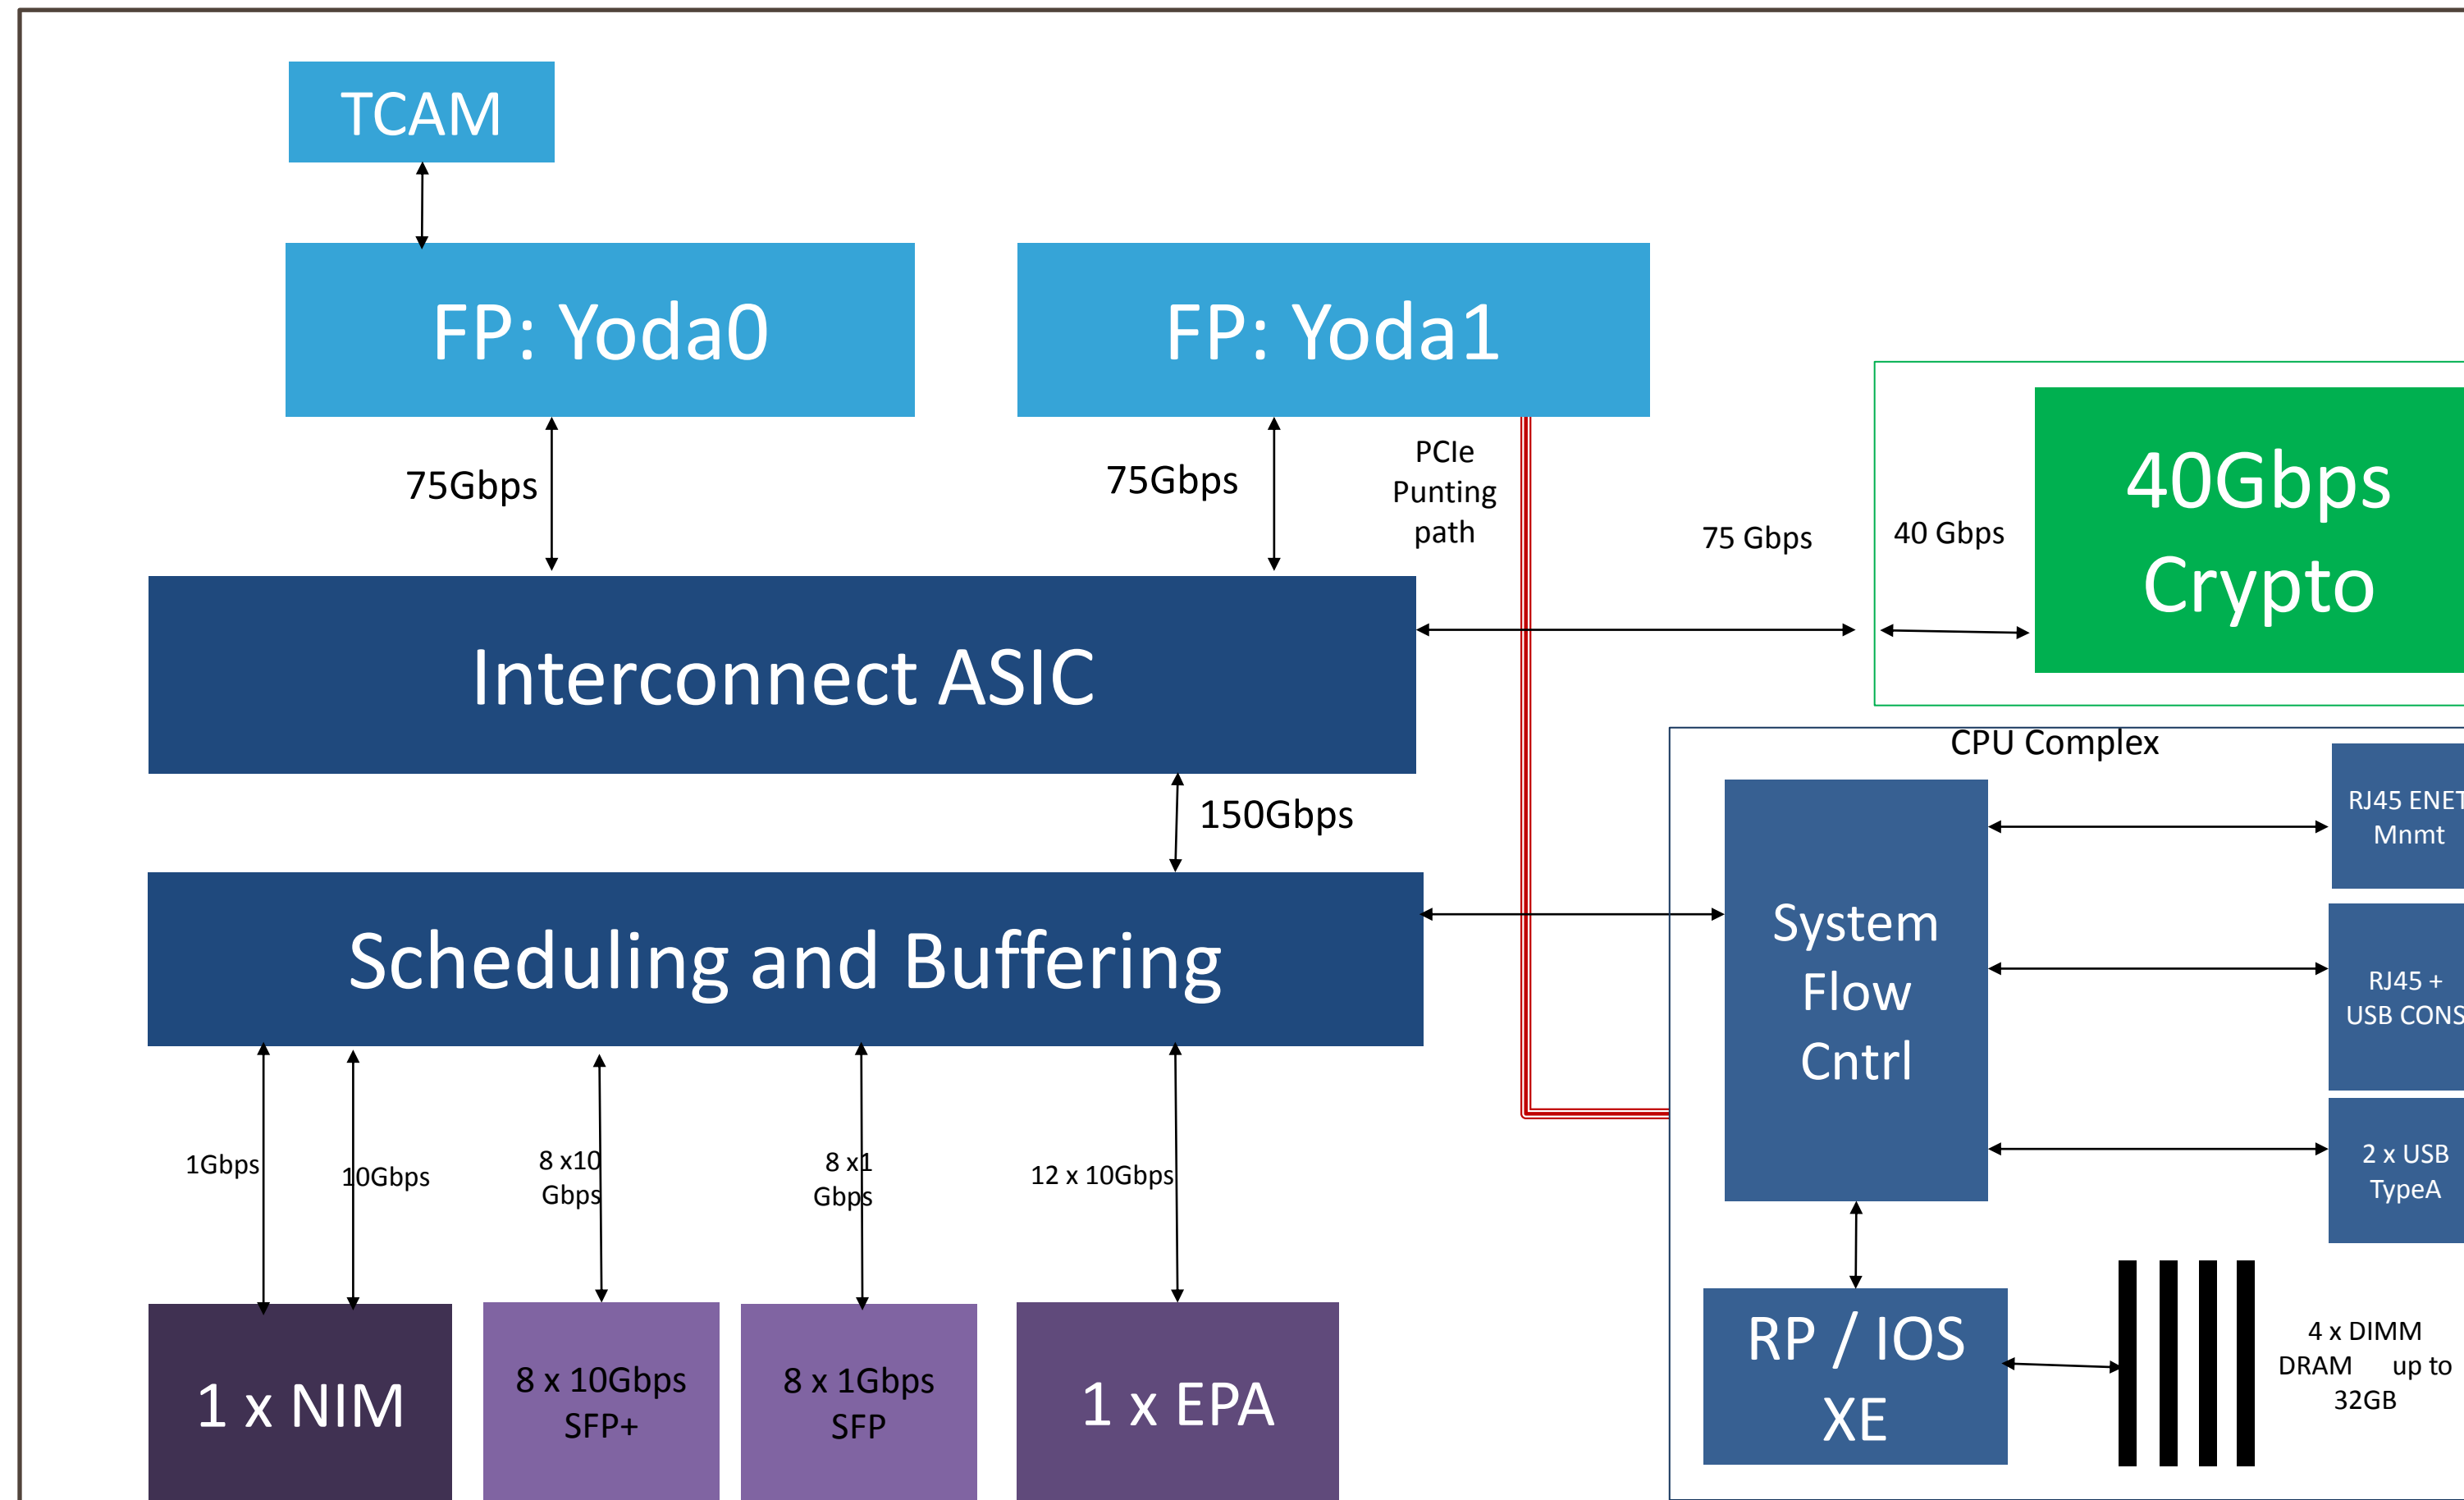 TCAM
FP: Yoda0
FP: Yoda1
75Gbps
75Gbps
PCIe
Punting
path
75 Gbps
40 Gbps
40Gbps
Crypto
Interconnect ASIC
150Gbps
CPU Complex
Scheduling and Buffering
System
Flow
Cntrl
RJ45 ENET
Mnmt
RJ45 +
USB CONS
2 x USB
TypeA
1Gbps
10Gbps
8 x10
Gbps
8 x1
Gbps
12 x 10Gbps
1 x NIM
8 x 10Gbps
SFP+
8 x 1Gbps
SFP
1 x EPA
RP / IOS
XE
4 x DIMM
DRAM up to
32GB